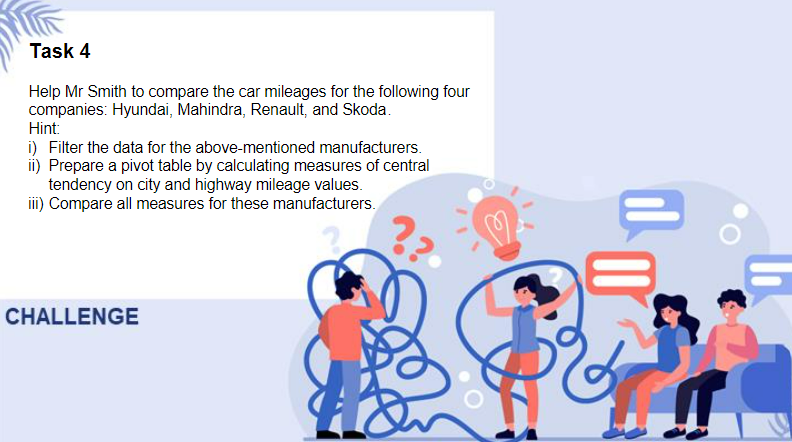 Task 4
Help Mr Smith to compare the car mileages for the following four
companies: Hyundai, Mahindra, Renault, and Skoda.
Hint:
i) Filter the data for the above-mentioned manufacturers.
ii) Prepare a pivot table by calculating measures of central
tendency on city and highway mileage values.
iii) Compare all measures for these manufacturers.
?
? ?
?
CHALLENGE